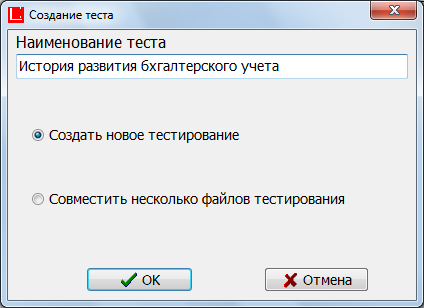 Создание теста
Наименование теста
История развития бхгалтерского учета
Создать новое тестирование
Совместить несколько файлов тестирования
OK
Отмена